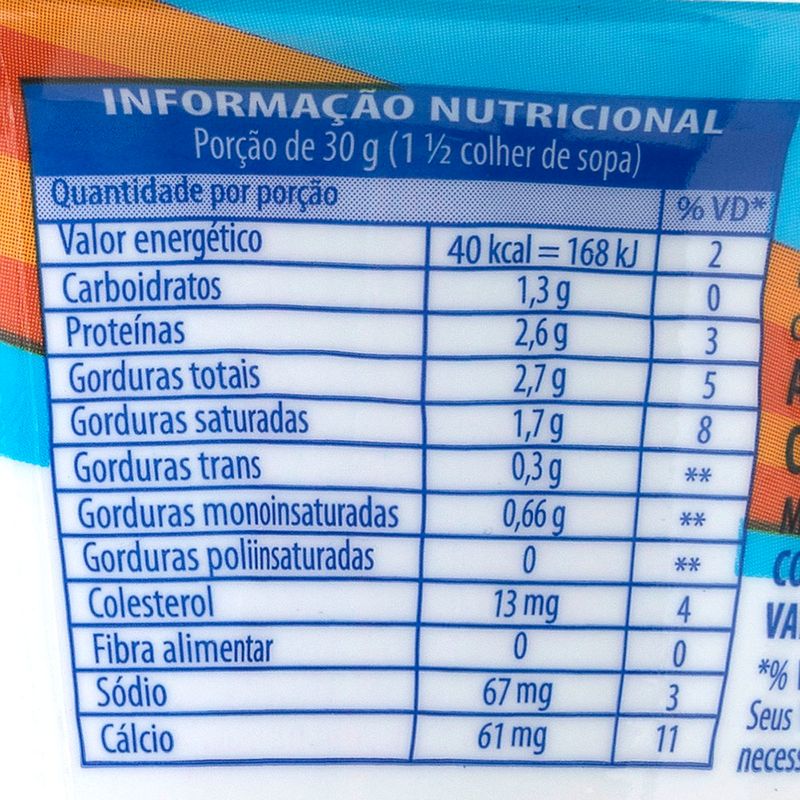 INFORMAÇÃO NUTRICIONAL
Porção de 30 g (1 ½ colher de sopa)
Quantidade por porção % VD*
Valor energético 40 kcal = 168 kJ 2
Carboidratos 1,3 g 0
Proteínas 2,6 g 3
Gorduras totais 2,7 g 5
Gorduras saturadas 1,7 g 8
Gorduras trans 0,3 g **
Gorduras monoinsaturadas 0,66 g **
Gorduras poliinsaturadas 0 **
Colesterol 13 mg 4
Fibra alimentar 0 0
Sódio 67 mg 3
Cálcio 61 mg 11
*%
Seus